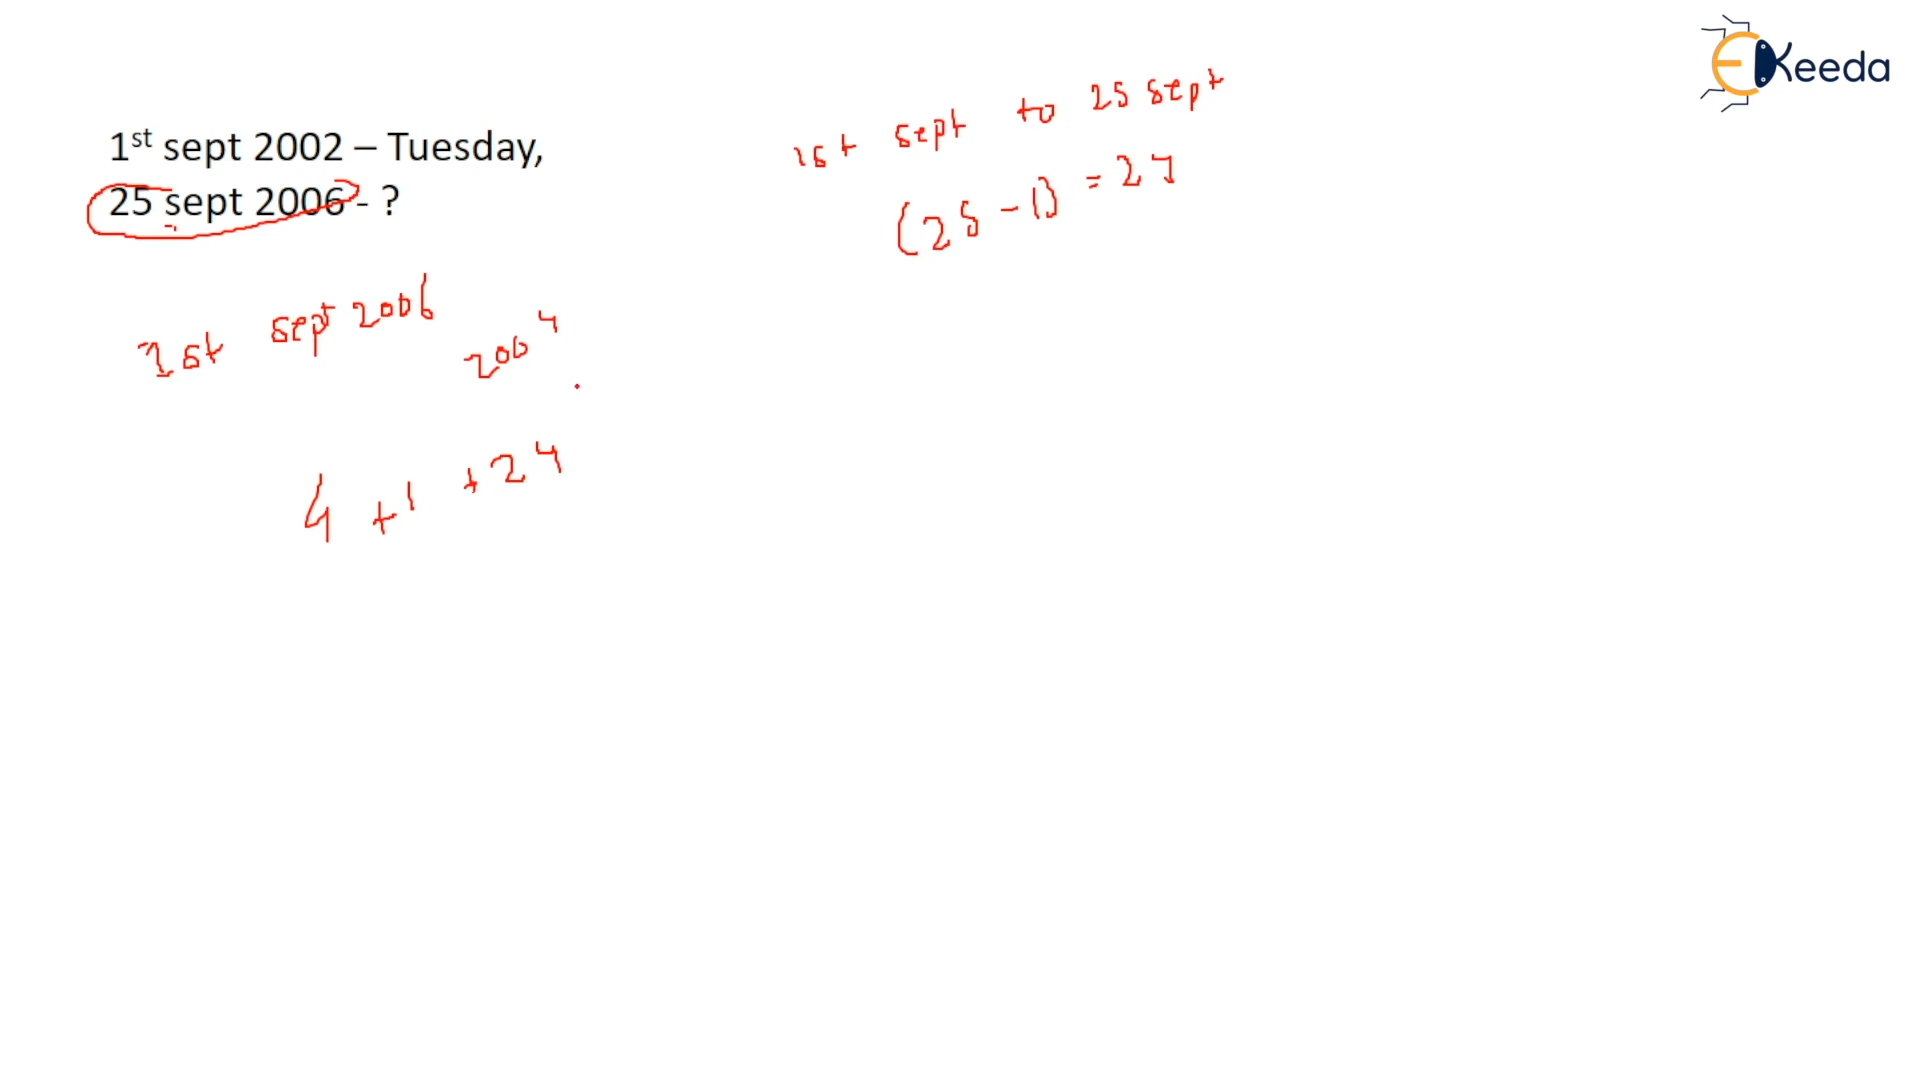 Keeda
1st sept 2002 – Tuesday,
25 sept 2006 - ?
1st sept to 25 sept
(25 - 1) = 24
1st sept 2006
2004
4 + 1 + 24